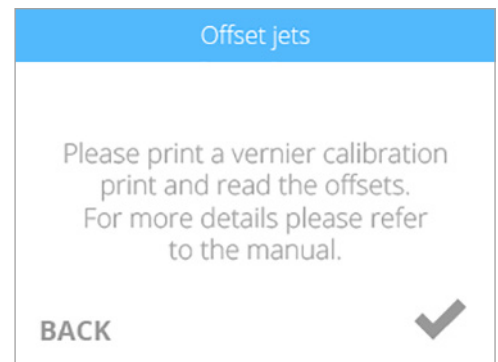 Offset jets
Please print a vernier calibration
print and read the offsets.
For more details please refer
to the manual.
BACK